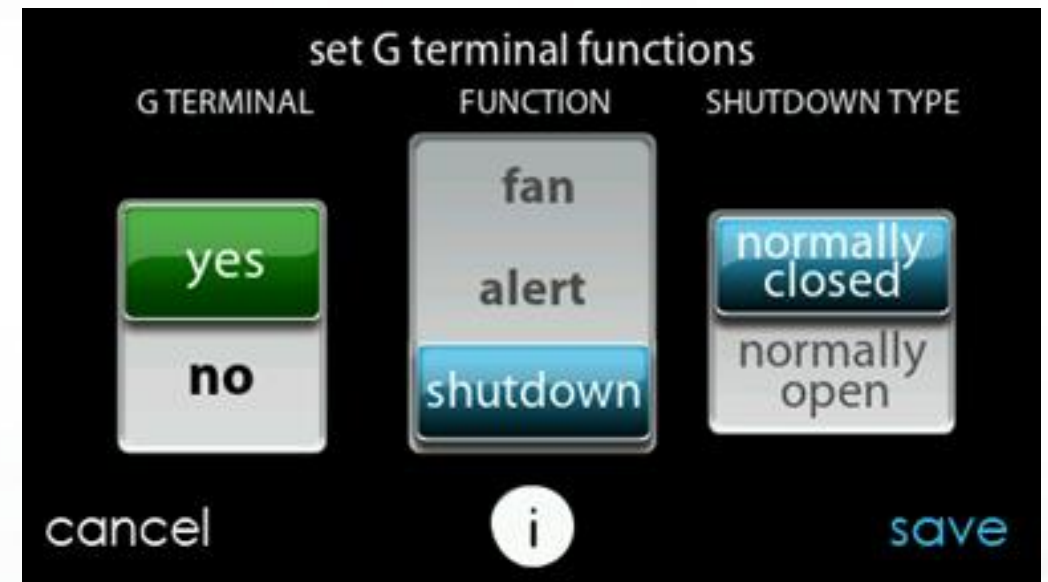 set G terminal functions
G TERMINAL
FUNCTION
SHUTDOWN TYPE
yes
no
fan
alert
shutdown
normally
closed
normally
open
cancel
i
save